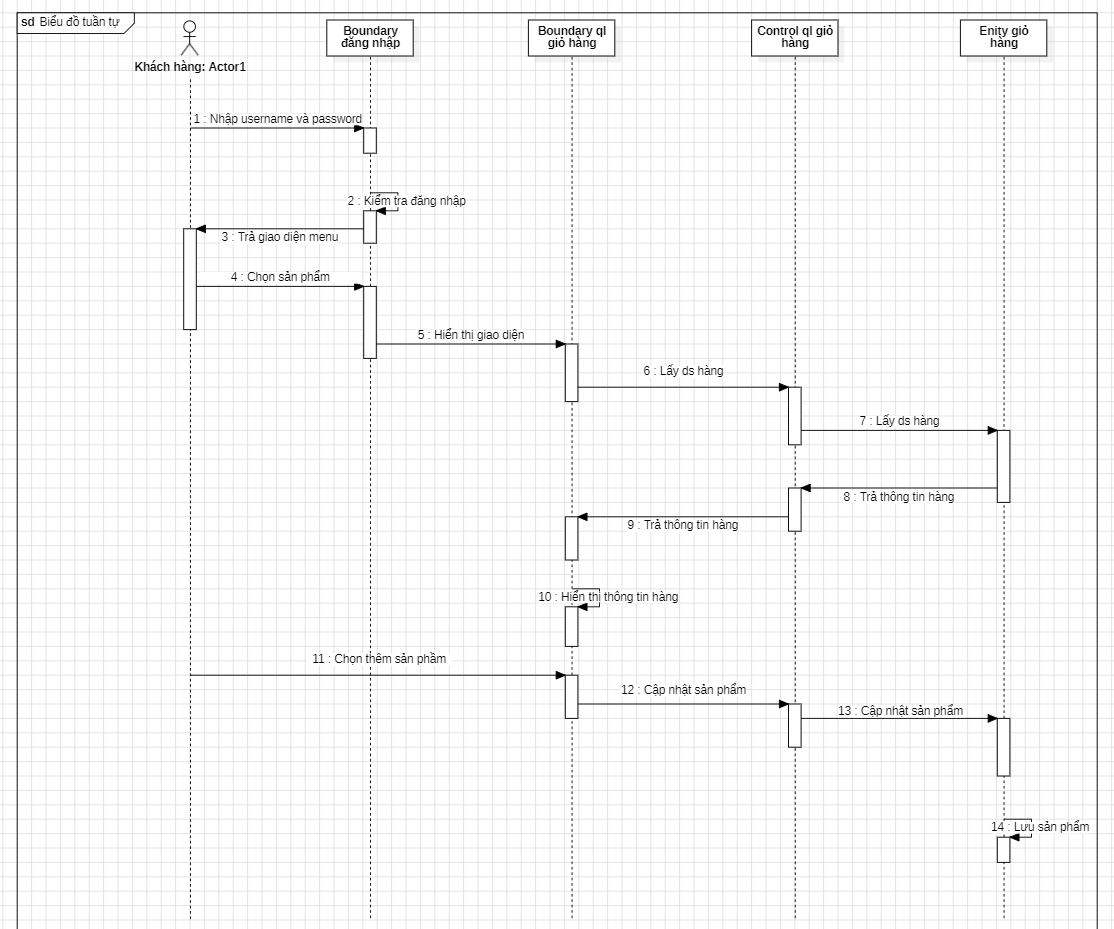 sd Biểu đồ tuần tự
Khách hàng: Actor1
Boundary
đăng nhập
Boundary ql
giỏ hàng
Control ql giỏ
hàng
Enity giỏ
hàng
1 : Nhập username và password
2 : Kiểm tra đăng nhập
3 : Trả giao diện menu
4 : Chọn sản phẩm
5 : Hiển thị giao diện
6 : Lấy ds hàng
7 : Lấy ds hàng
8 : Trả thông tin hàng
9 : Trả thông tin hàng
10 : Hiển thị thông tin hàng
11 : Chọn thêm sản phầm
12 : Cập nhật sản phẩm
13 : Cập nhật sản phẩm
14 : Lưu sản phẩm